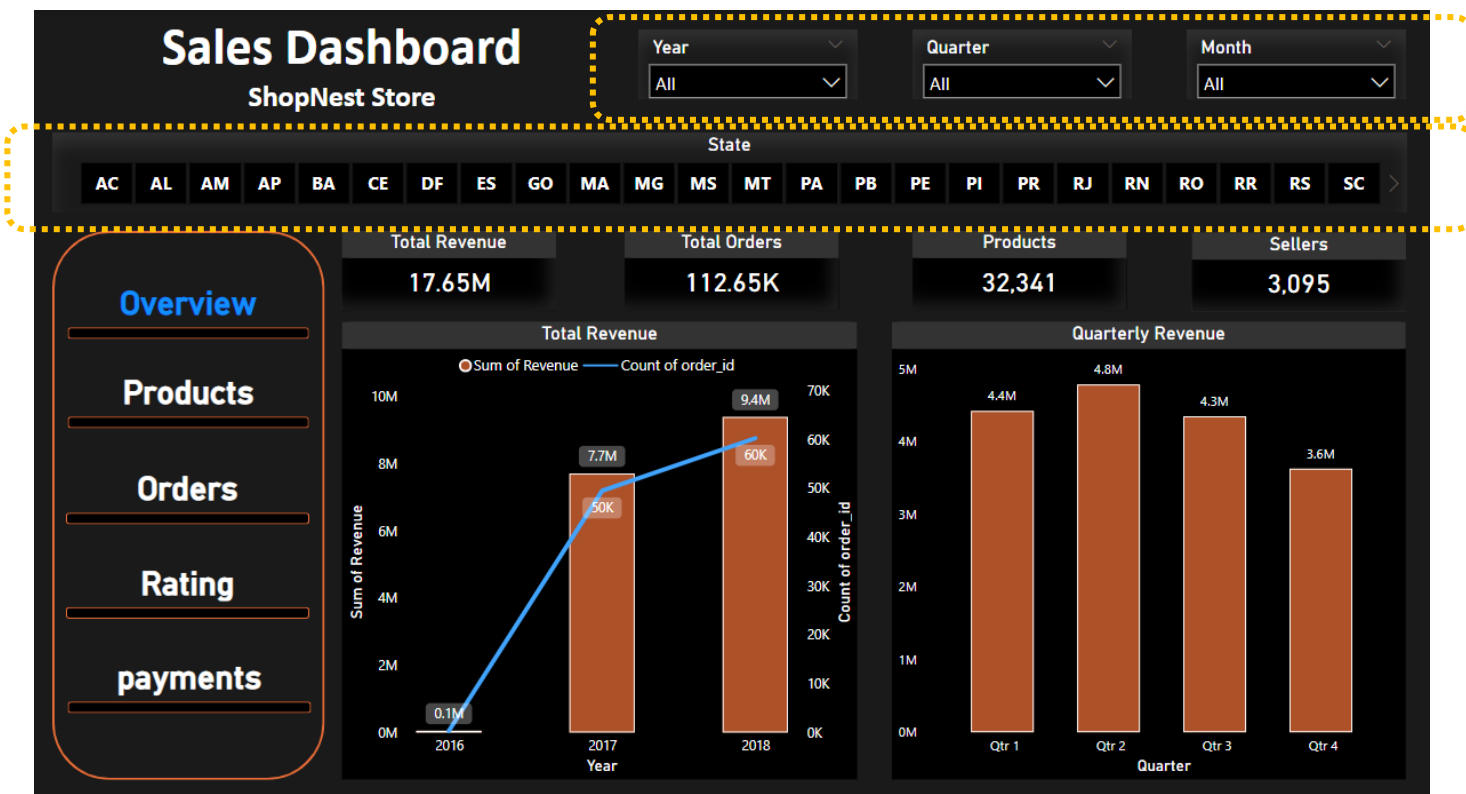 Sales Dashboard
ShopNest Store
Year
All
Quarter
All
Month
All
State
AC AL AM AP BA CE DF ES GO MA MG MS MT PA PB PE PI PR RJ RN RO RR RS SC
Overview
Products
Orders
Rating
payments
Total Revenue
17.65M
Total Orders
112.65K
Products
32,341
Sellers
3,095
Total Revenue
Sum of Revenue Count of order_id
Sum of Revenue
10M
8M
6M
4M
2M
0M
0.1M
7.7M
9.4M
50K
60K
70K
60K
50K
40K
30K
20K
10K
0K
Count of order_id
2016 2017 2018
Year
Quarterly Revenue
5M
4M
3M
2M
1M
0M
4.4M
4.8M
4.3M
3.6M
Qtr 1 Qtr 2 Qtr 3 Qtr 4
Quarter